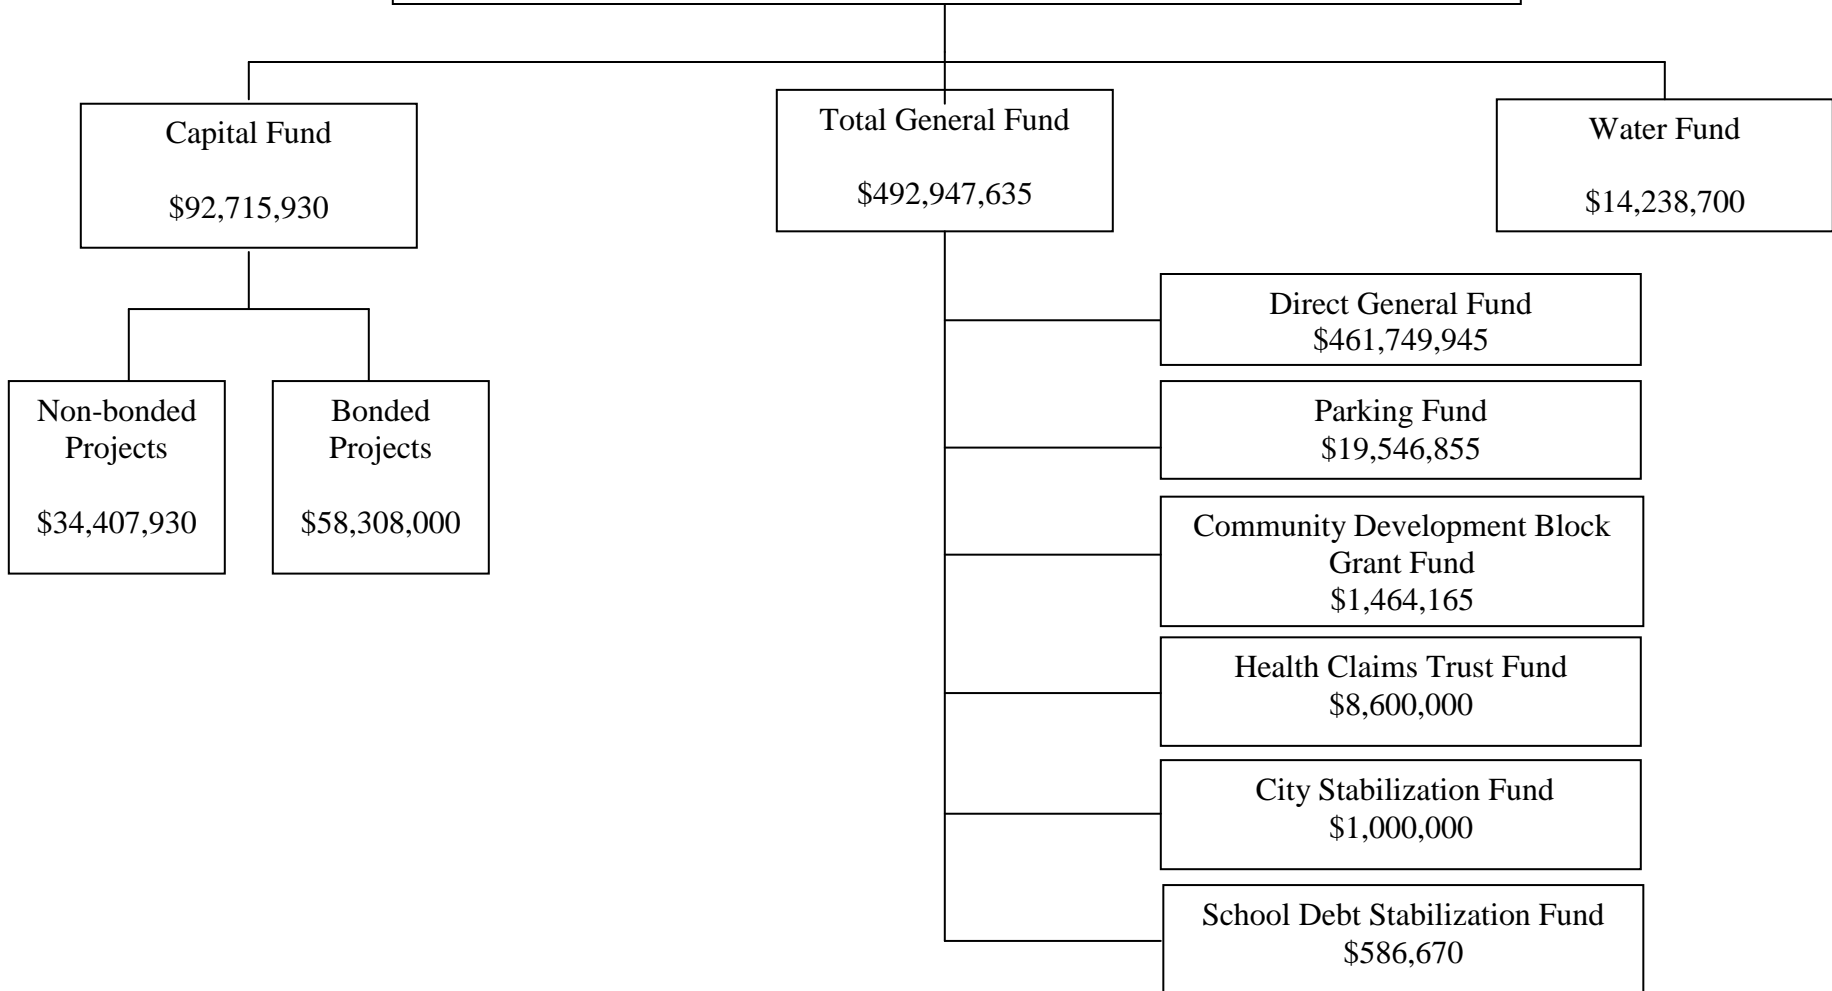 Capital Fund
$92,715,930
Total General Fund
$492,947,635
Water Fund
$14,238,700
Non-bonded
Projects
$34,407,930
Bonded
Projects
$58,308,000
Direct General Fund
$461,749,945
Parking Fund
$19,546,855
Community Development Block
Grant Fund
$1,464,165
Health Claims Trust Fund
$8,600,000
City Stabilization Fund
$1,000,000
School Debt Stabilization Fund
$586,670